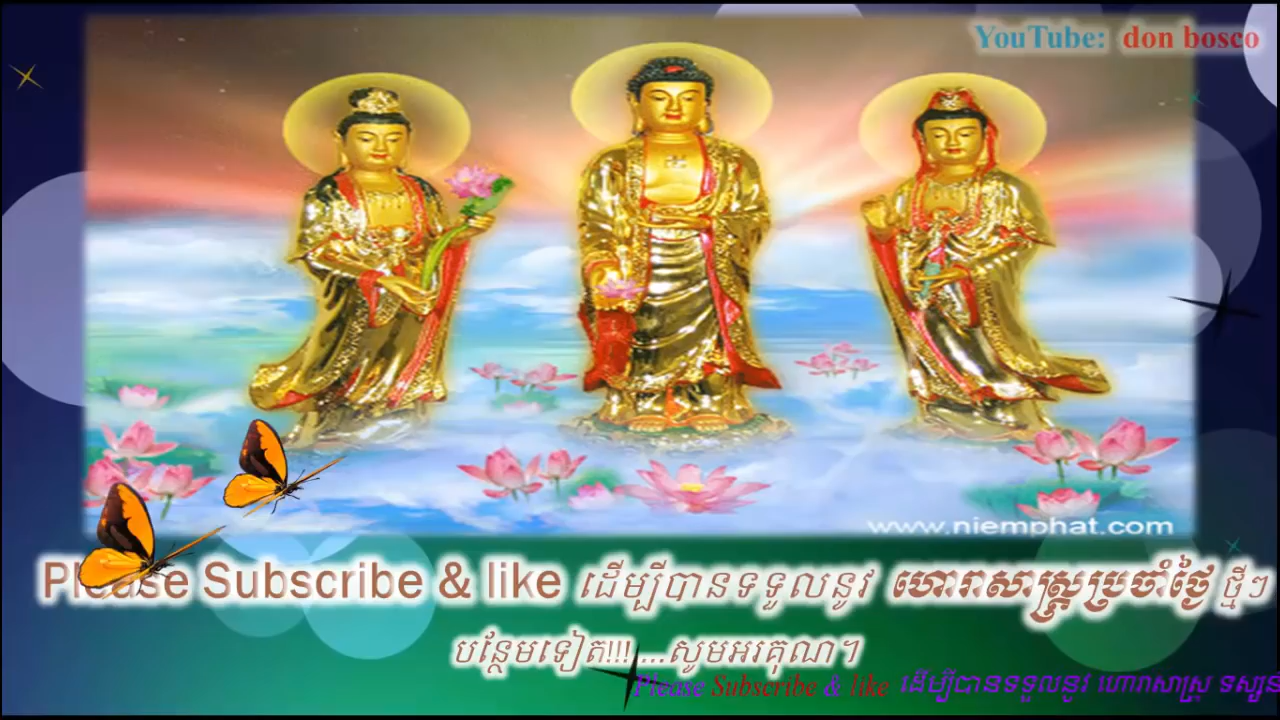 YouTube: don bosco
www.niemphat.com
Please Subscribe & like ដើម្បីបានទទួលនូវ ហោរាសាស្ត្រប្រចាំថ្ងៃ ថ្មីៗ
បន្ថែមទៀត!!! ...សូមអរគុណ។
Please Subscribe & like ដើម្បីបានទទួលនូវ ហោរាសាស្ត្រ ទស្សន៍